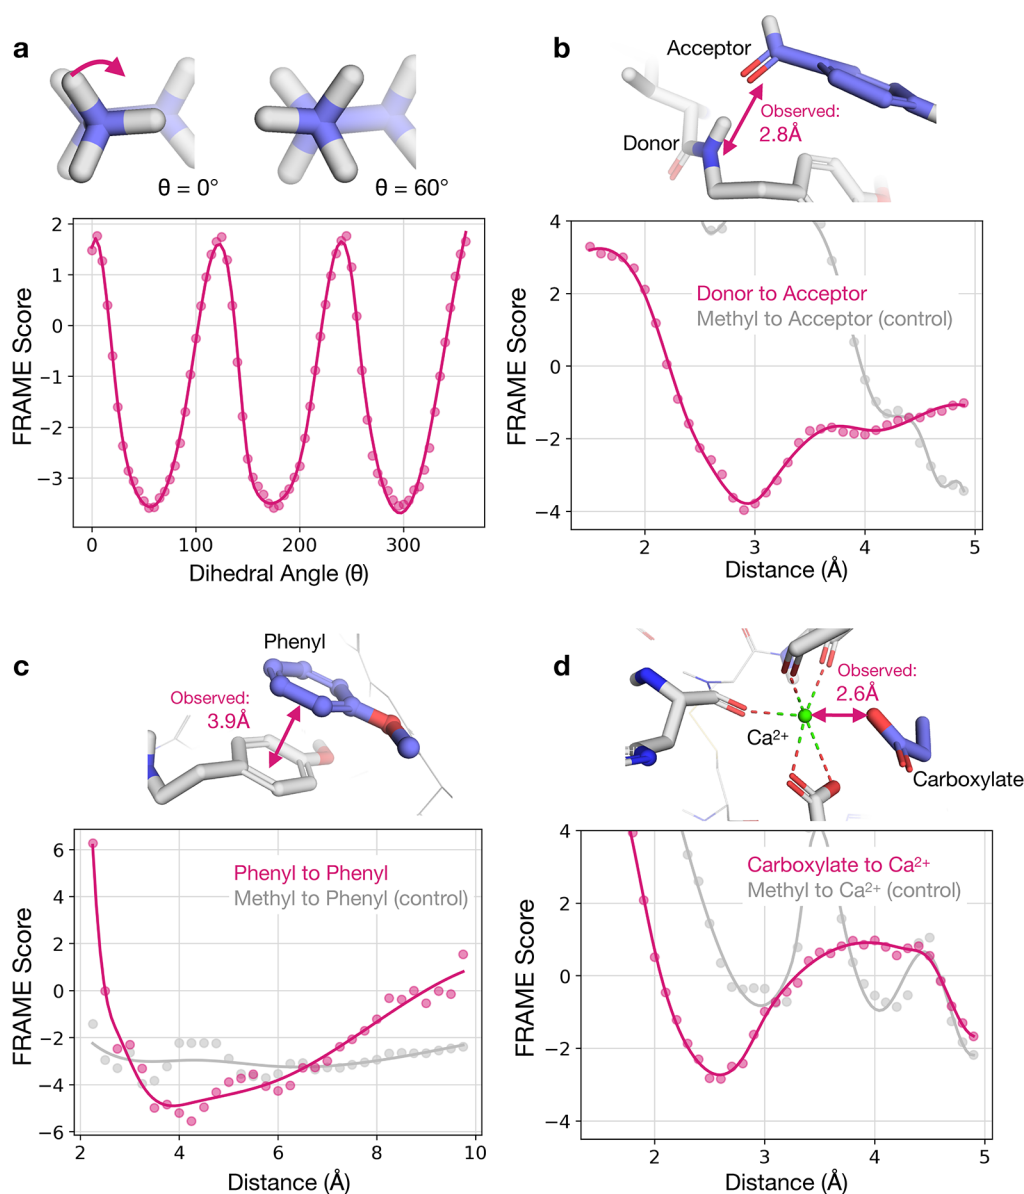 a
θ = 0°
θ = 60°
2
1
0
−1
−2
−3
FRAME Score
0
100
200
300
Dihedral Angle (θ)
b
Acceptor
Observed:
2.8Å
Donor
4
2
0
−2
−4
FRAME Score
Donor to Acceptor
Methyl to Acceptor (control)
2
3
4
5
Distance (Å)
c
Phenyl
Observed:
3.9Å
6
4
2
0
−2
−4
−6
FRAME Score
Phenyl to Phenyl
Methyl to Phenyl (control)
2
4
6
8
10
Distance (Å)
d
Observed:
2.6Å
Ca²⁺
Carboxylate
4
2
0
−2
−4
FRAME Score
Carboxylate to Ca²⁺
Methyl to Ca²⁺ (control)
2
3
4
5
Distance (Å)